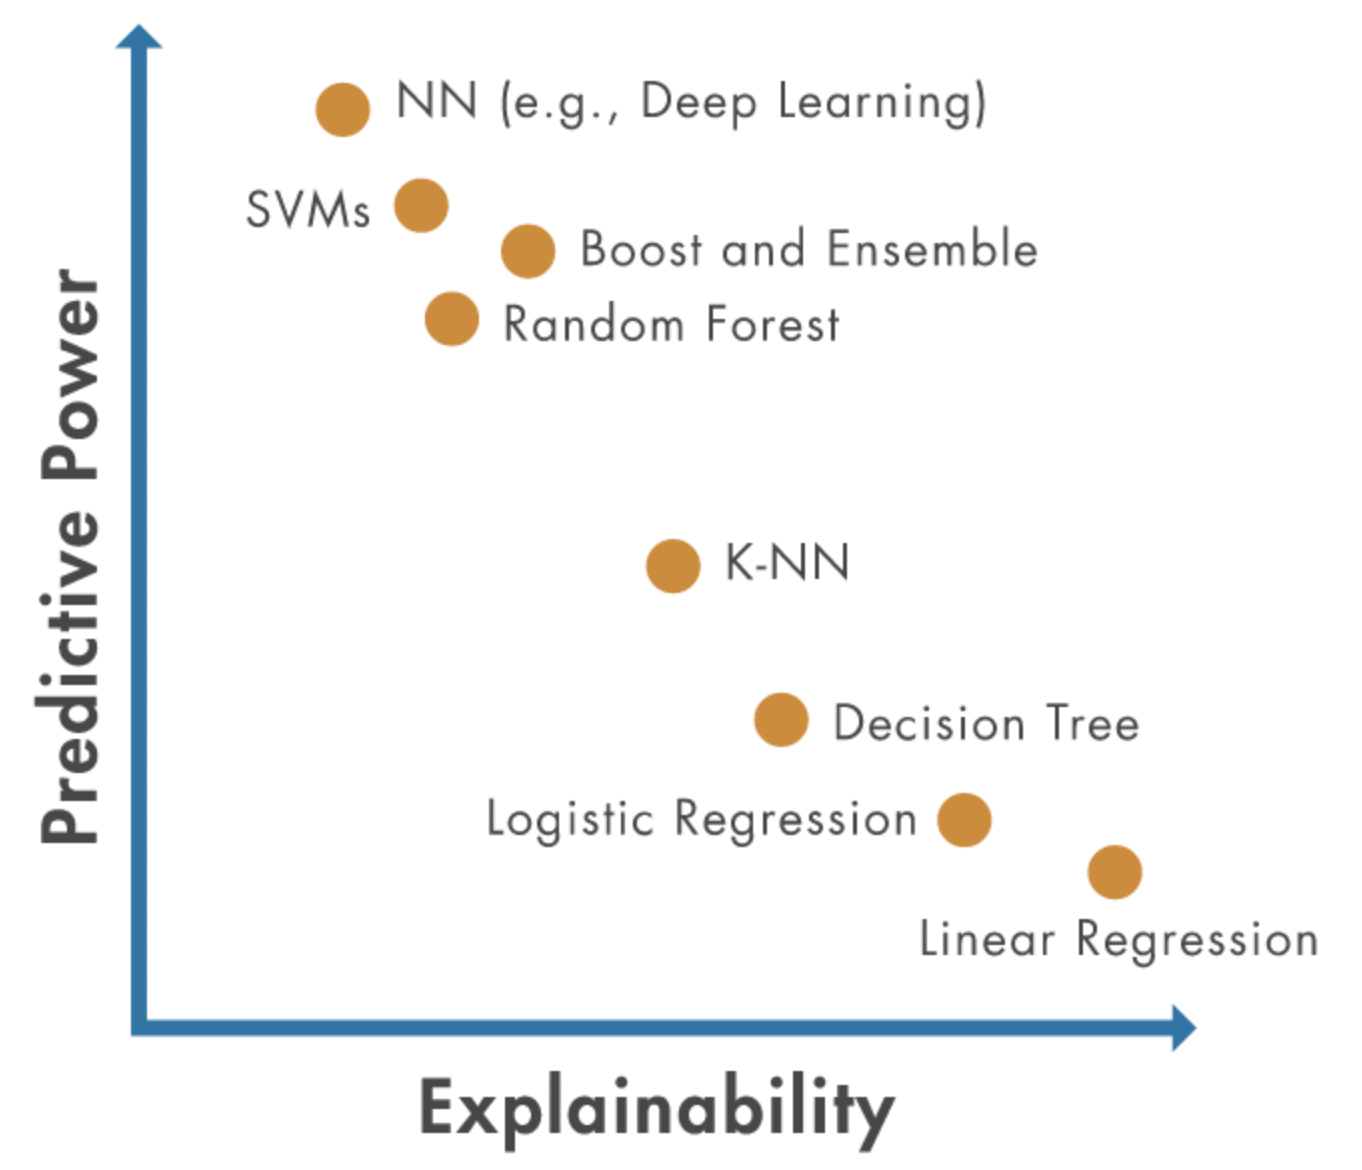 NN (e.g., Deep Learning)
SVMs
Boost and Ensemble
Random Forest
Predictive Power
K-NN
Decision Tree
Logistic Regression
Linear Regression
Explainability